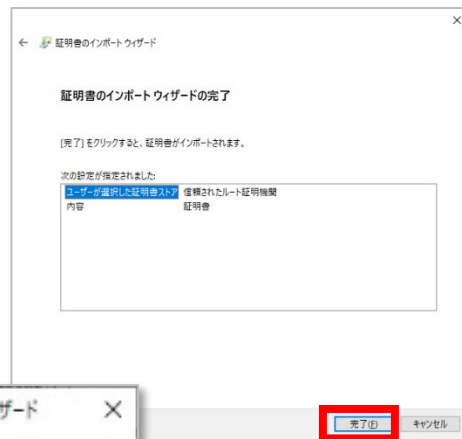 証明書のインポート ウィザード
証明書のインポート ウィザードの完了
[完了] をクリックすると、証明書がインポートされます。
次の設定が指定されました:
ユーザーが選択した証明書ストア 信頼されたルート証明機関
内容 証明書
ザード
完了(F) キャンセル